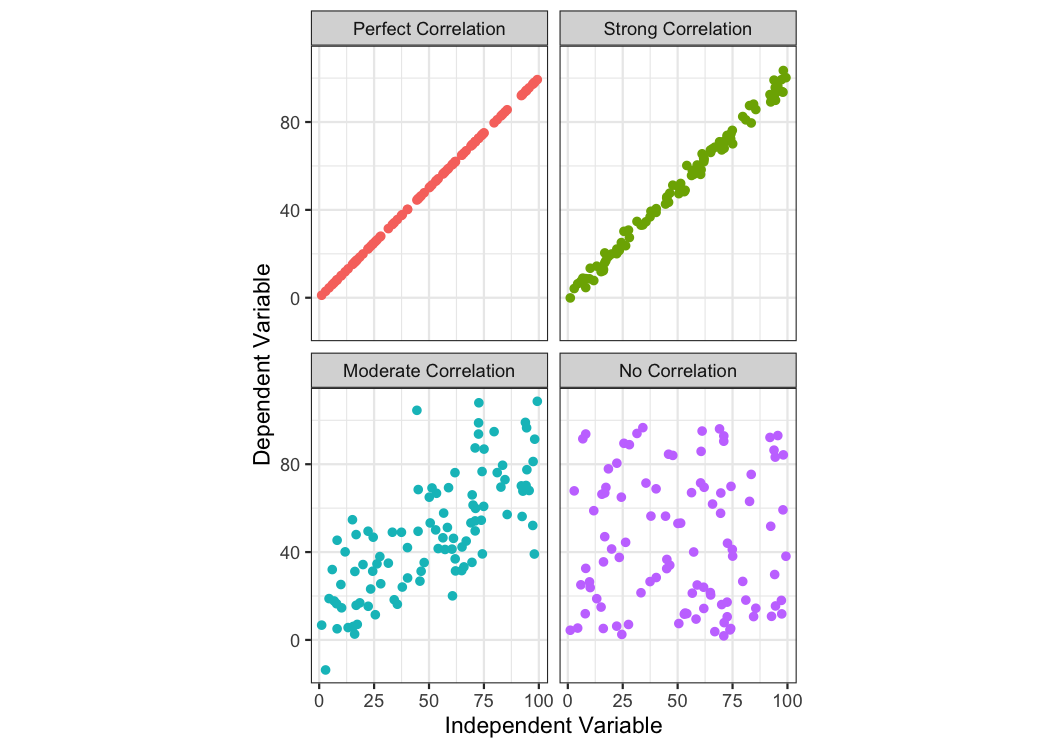 Perfect Correlation
Strong Correlation
80
40
0
Dependent Variable
Moderate Correlation
No Correlation
80
40
0
0 25 50 75 100
0 25 50 75 100
Independent Variable